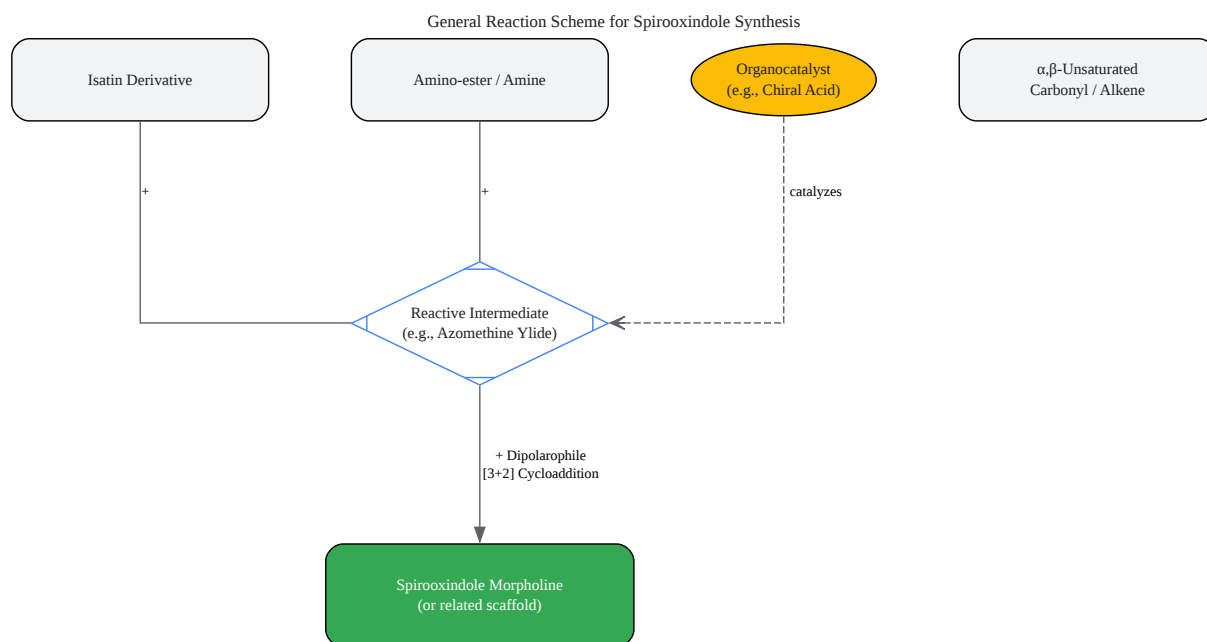 General Reaction Scheme for Spirooxindole Synthesis
Isatin Derivative
Amino-ester / Amine
Organocatalyst
(e.g., Chiral Acid)
α,β-Unsaturated
Carbonyl / Alkene
+
+
catalyzes
Reactive Intermediate
(e.g., Azomethine Ylide)
+ Dipolarophile
[3+2] Cycloaddition
Spirooxindole Morpholine
(or related scaffold)